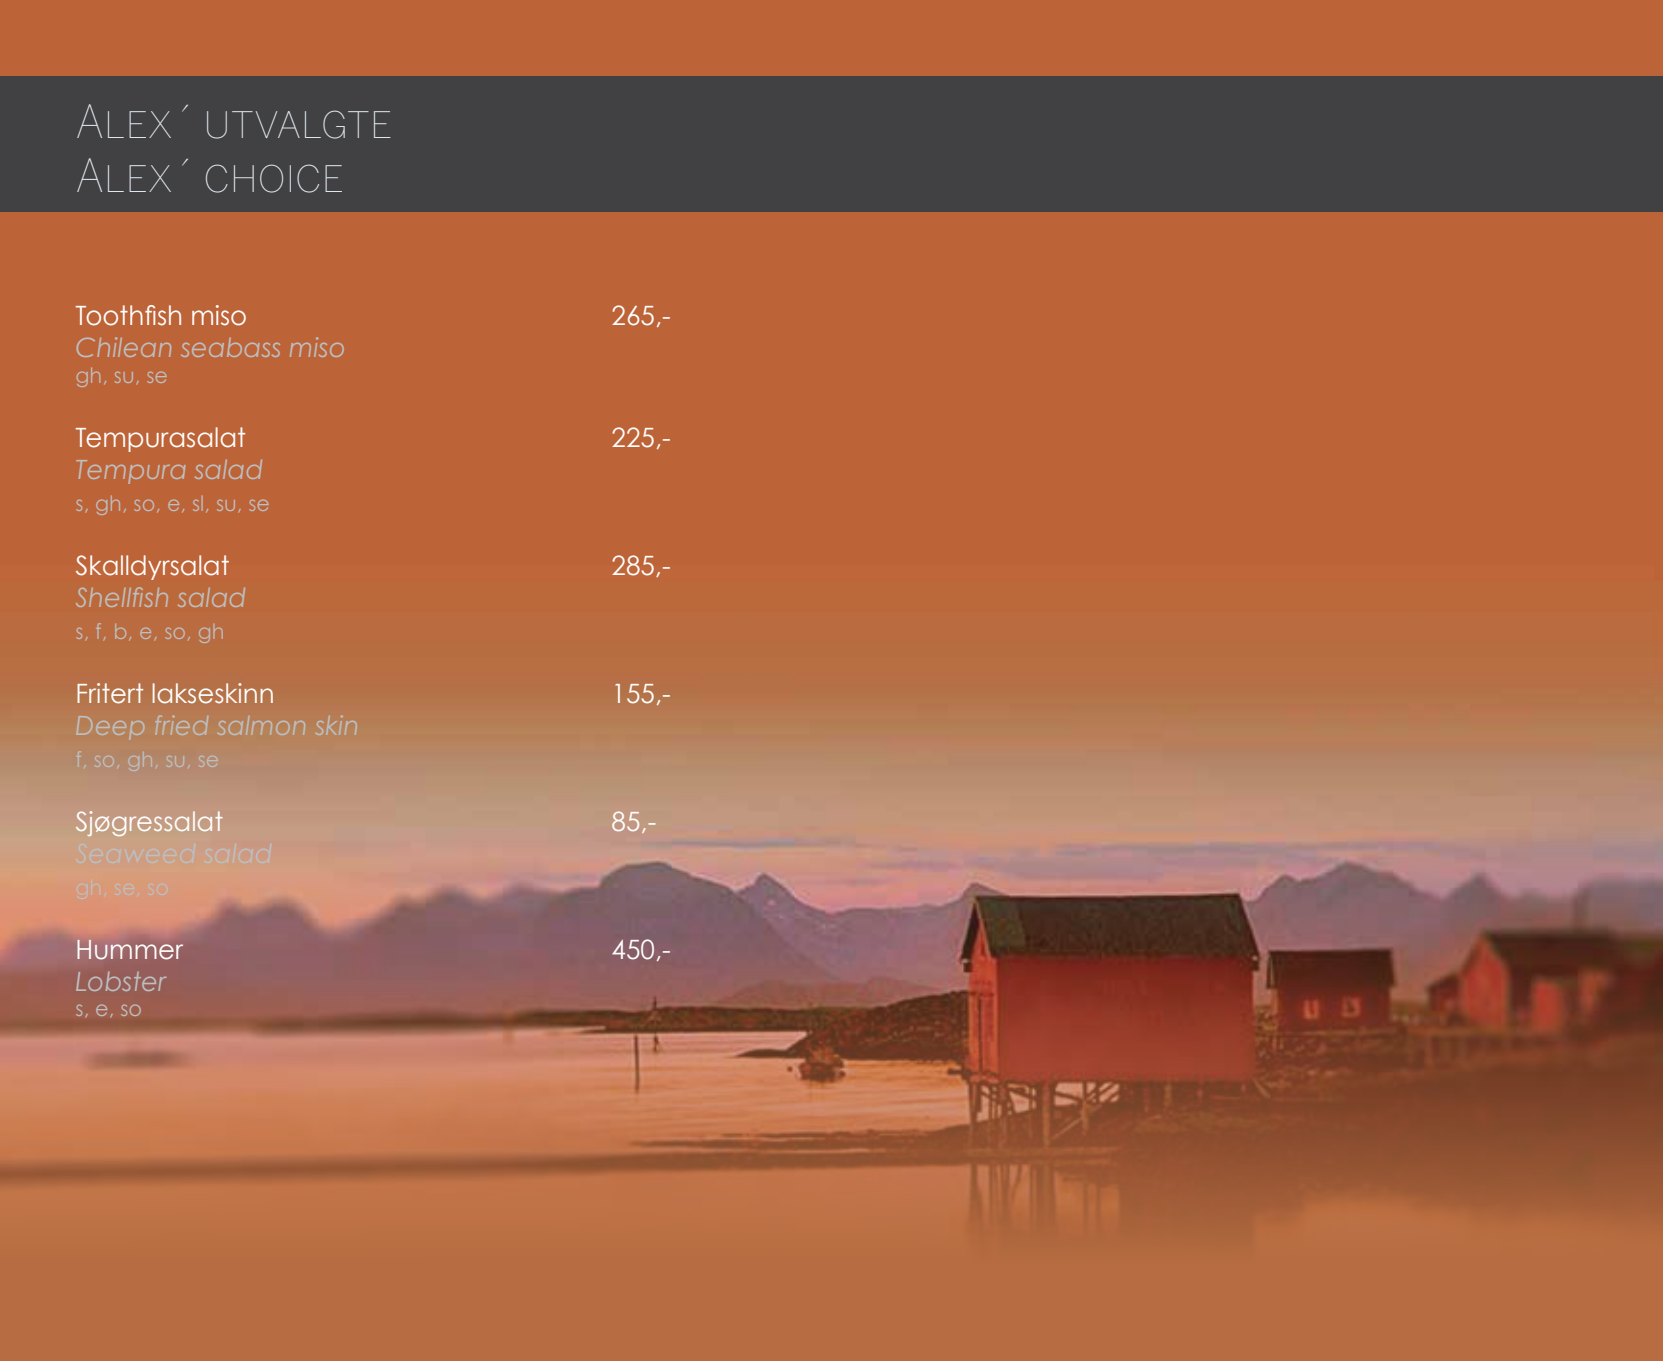 ALEX´ UTVALGTE
ALEX´ CHOICE
Toothfish miso 265,-
Chilean seabass miso
gh, su, se
Tempurasalat 225,-
Tempura salad
s, gh, so, e, sl, su, se
Skalldyrsalat 285,-
Shellfish salad
s, f, b, e, so, gh
Fritert lakseskinn 155,-
Deep fried salmon skin
f, so, gh, su, se
Sjøgressalat 85,-
Seaweed salad
gh, se, so
Hummer 450,-
Lobster
s, e, so